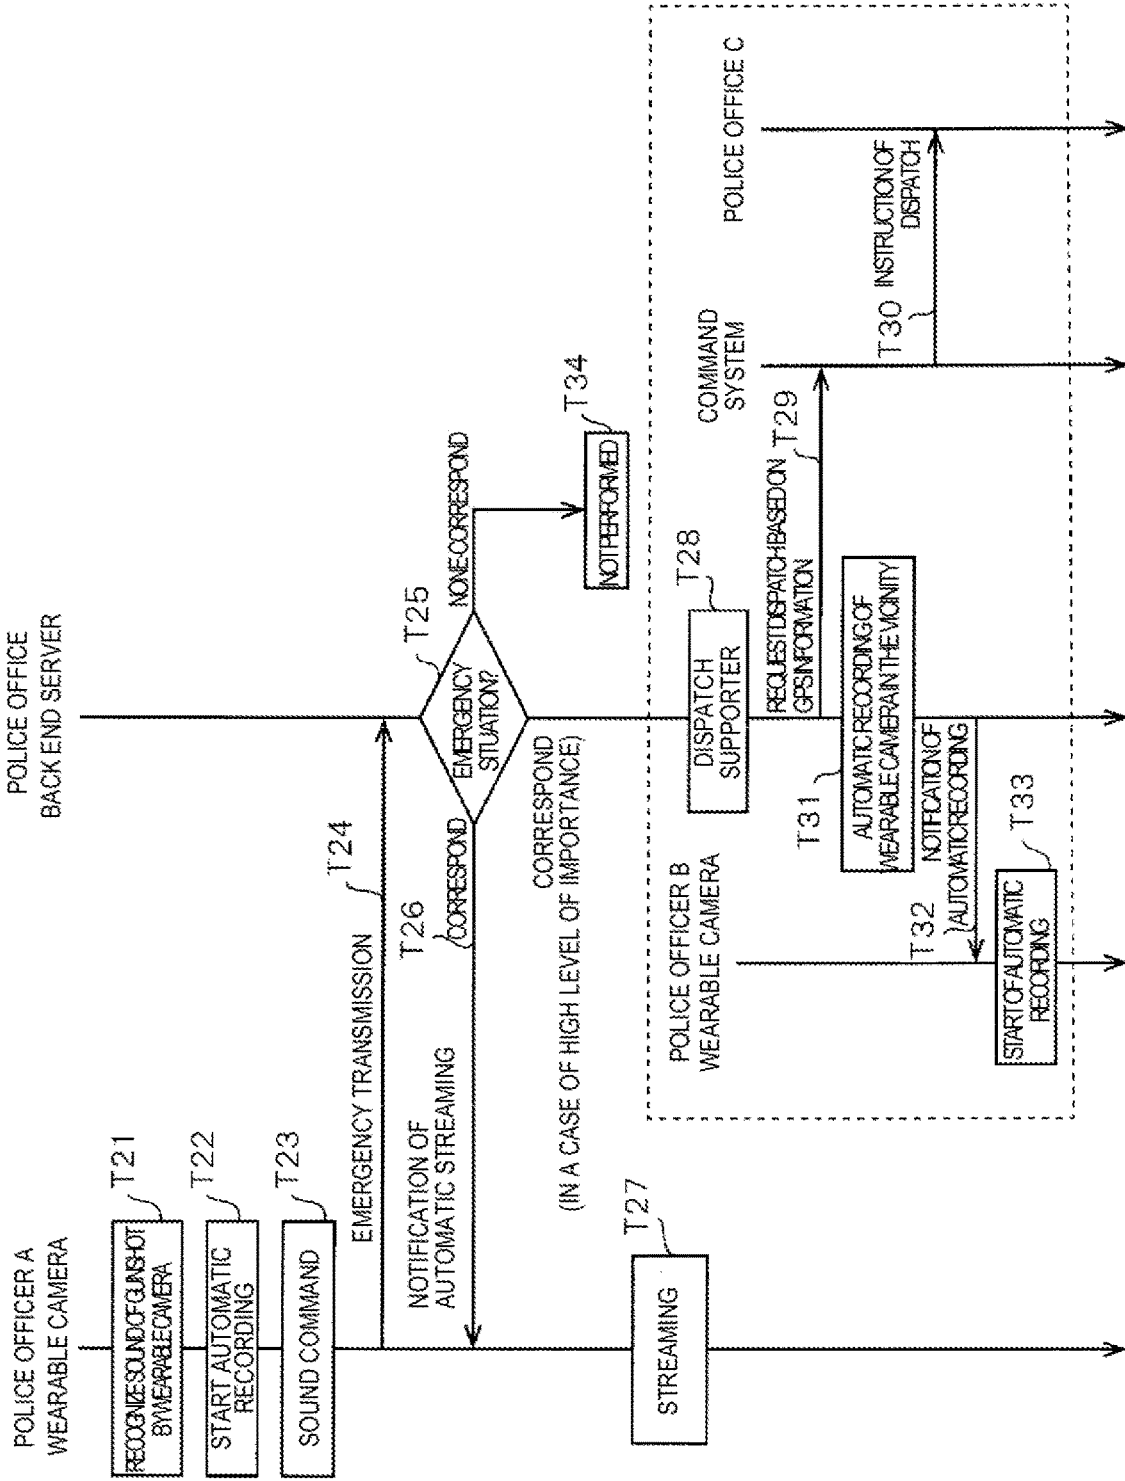 POLICE OFFICER A
WEARABLE CAMERA
POLICE OFFICE
BACK END SERVER
RECOGNIZE SOUND OF GUNSHOT
BY WEARABLE CAMERA
T21
START AUTOMATIC
RECORDING
T22
SOUND COMMAND
T23
EMERGENCY TRANSMISSION
T24
EMERGENCY
SITUATION?
T25
NONE-CORRESPOND
NOT PERFORMED
T34
NOTIFICATION OF
AUTOMATIC STREAMING
T26
CORRESPOND
CORRESPOND
(IN A CASE OF HIGH LEVEL OF IMPORTANCE)
STREAMING
T27
POLICE OFFICER B
WEARABLE CAMERA
COMMAND
SYSTEM
POLICE OFFICE C
DISPATCH
SUPPORTER
T28
REQUEST DISPATCH BASED ON
GPS INFORMATION
T29
T30
INSTRUCTION OF
DISPATCH
T31
AUTOMATIC RECORDING OF
WEARABLE CAMERA IN THE VICINITY
T32
NOTIFICATION OF
AUTOMATIC RECORDING
START OF AUTOMATIC
RECORDING
T33